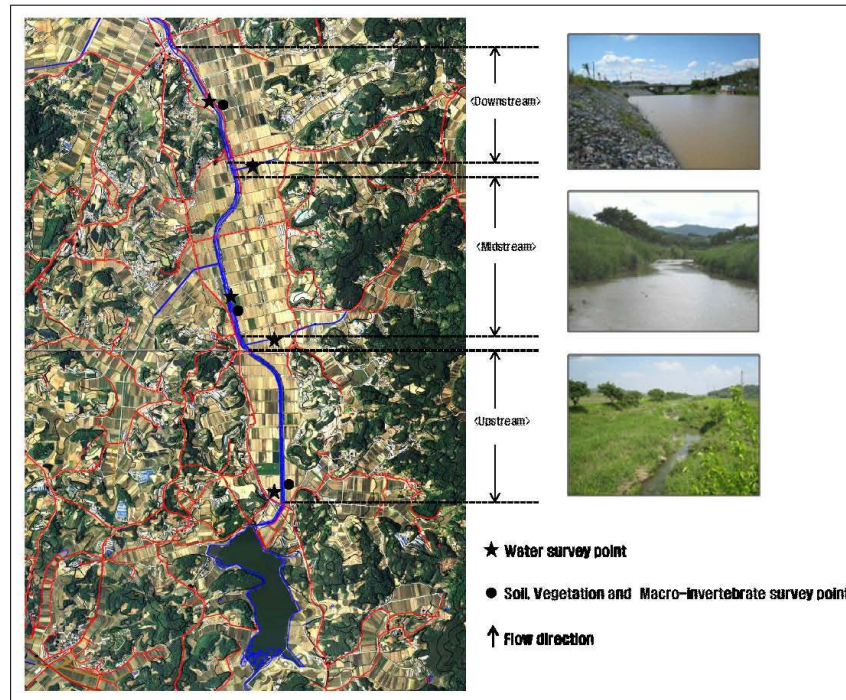 <Downstream>
<Midstream>
<Upstream>
★ Water survey point
● Soil, Vegetation and Macro-invertebrate survey point
↑ Flow direction